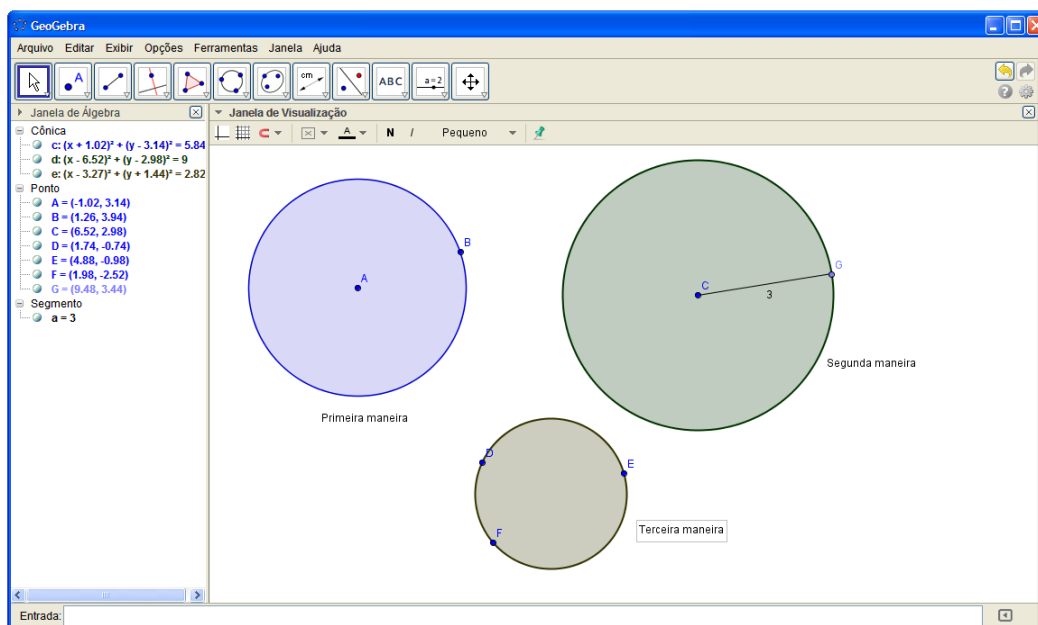 GeoGebra
Arquivo Editar Exibir Opções Ferramentas Janela Ajuda
A
cm
ABC
a=2
Janela de Álgebra
Cônica
c: (x + 1.02)² + (y - 3.14)² = 5.84
d: (x - 6.52)² + (y - 2.98)² = 9
e: (x - 3.27)² + (y + 1.44)² = 2.82
Ponto
A = (-1.02, 3.14)
B = (1.26, 3.94)
C = (6.52, 2.98)
D = (1.74, -0.74)
E = (4.88, -0.98)
F = (1.98, -2.52)
G = (9.48, 3.44)
Segmento
a = 3
Janela de Visualização
A N I Pequeno
B
A
G
C
3
Segunda maneira
Primeira maneira
D
E
F
Terceira maneira
Entrada: